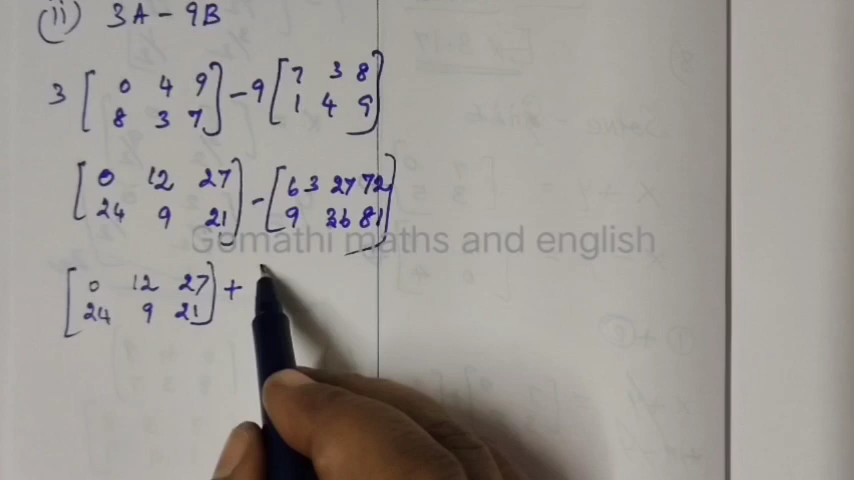 (ii) 3A - 9B
3 [ 0 4 9 ] - 9 [ 7 3 8 ]
[ 8 3 7 ] [ 1 4 9 ]
[ 0 12 27 ] - [ 63 27 72 ]
[ 24 9 21 ] [ 9 36 81 ]
Gomathi maths and english
[ 0 12 27 ] +
[ 24 9 21 ]